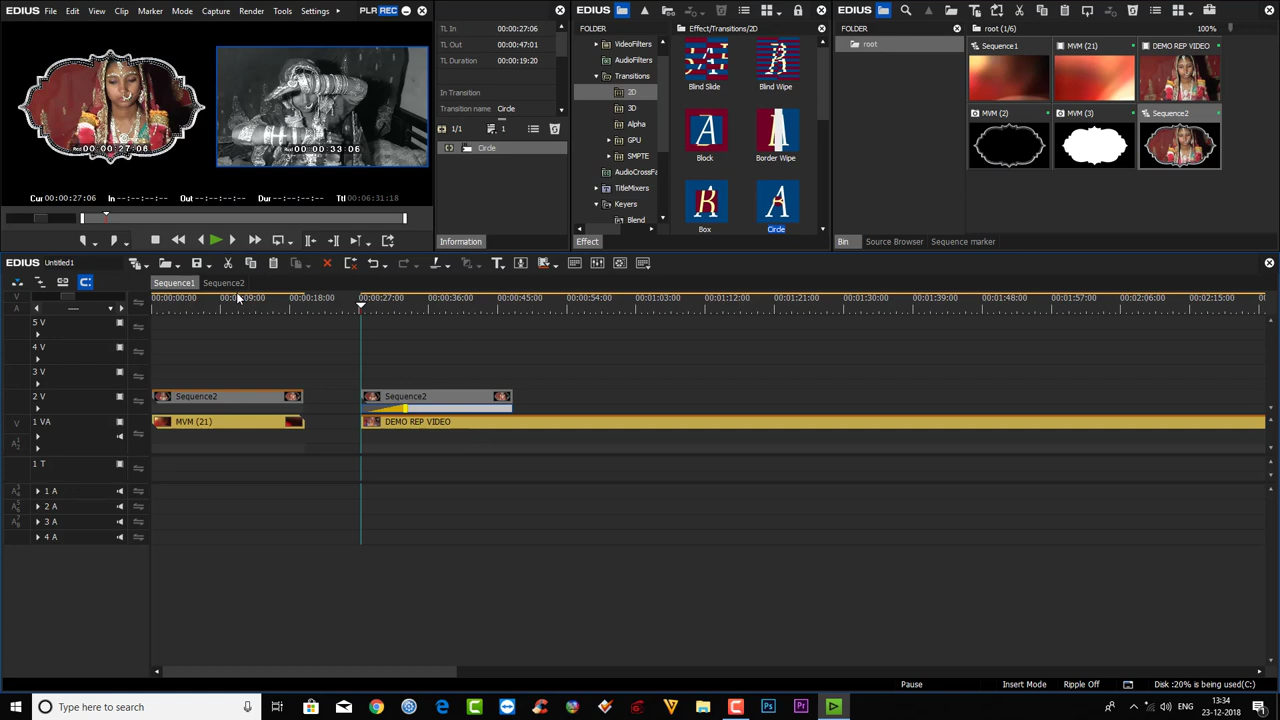 EDIUS File Edit View Clip Marker Mode Capture Render Tools Settings PLR REC
Rec 00:00:27:06
00:00:33:06
Cur 00:00:27:06 In --:--:--:-- Out --:--:--:-- Dur --:--:--:-- Ttl 00:06:31:18
TL In 00:00:27:06
TL Out 00:00:47:01
TL Duration 00:00:19:20
In Transition
Transition name Circle
1/1 1
Circle
Information
EDIUS
FOLDER Effect/Transitions/2D
VideoFilters
AudioFilters
Transitions
2D
3D
Alpha
GPU
SMPTE
AudioCrossFa
TitleMixers
Keyers
Blend
Blind Slide Blind Wipe
Block Border Wipe
Box Circle
Effect
EDIUS
FOLDER root (1/6) 100%
root
Sequence1 MVM (21) DEMO REP VIDEO
MVM (2) MVM (3) Sequence2
Bin Source Browser Sequence marker
EDIUS Untitled1
Sequence1 Sequence2
V
A
00:00:00:00 00:00:09:00 00:00:18:00 00:00:27:00 00:00:36:00 00:00:45:00 00:00:54:00 00:01:03:00 00:01:12:00 00:01:21:00 00:01:30:00 00:01:39:00 00:01:48:00 00:01:57:00 00:02:06:00 00:02:15:00
5 V
4 V
3 V
2 V Sequence2 Sequence2
V 1 VA MVM (21) DEMO REP VIDEO
1 T
1 A
2 A
3 A
4 A
Pause Insert Mode Ripple Off Disk :20% is being used(C:)
Type here to search
ENG
13:34
23-12-2018